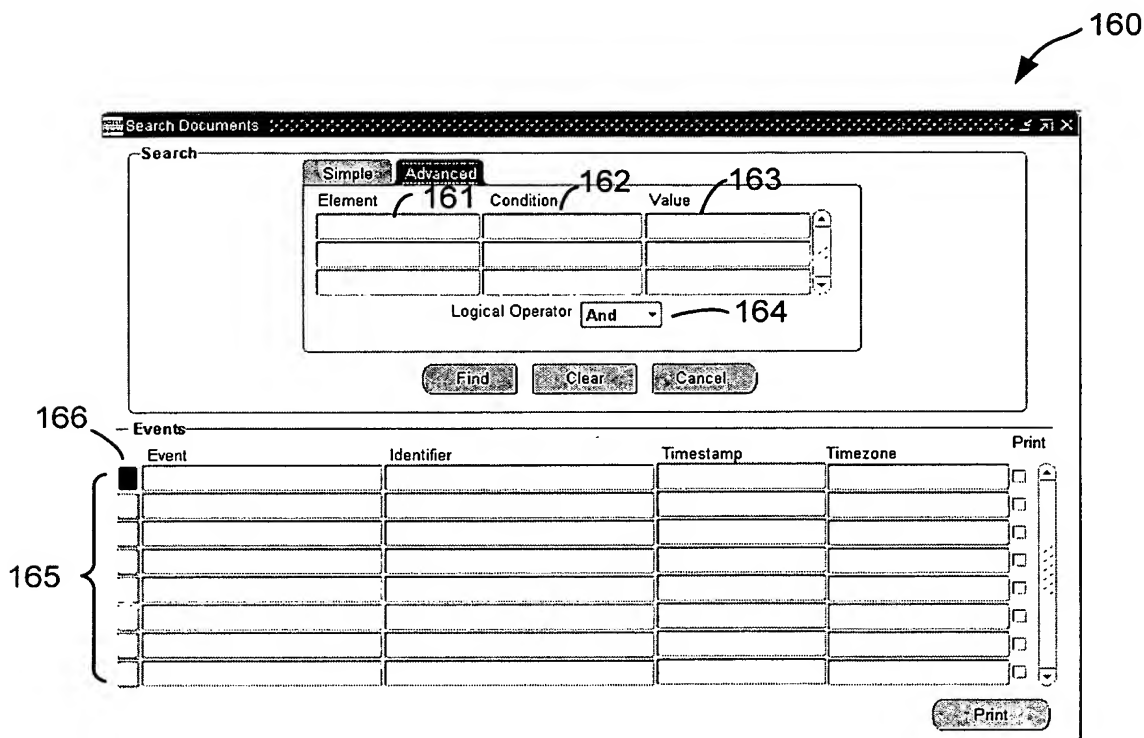 160
Search Documents
Search
Simple Advanced
Element 161 Condition 162 Value 163
Logical Operator And 164
Find Clear Cancel
166
Events
Event Identifier Timestamp Timezone Print
165
Print